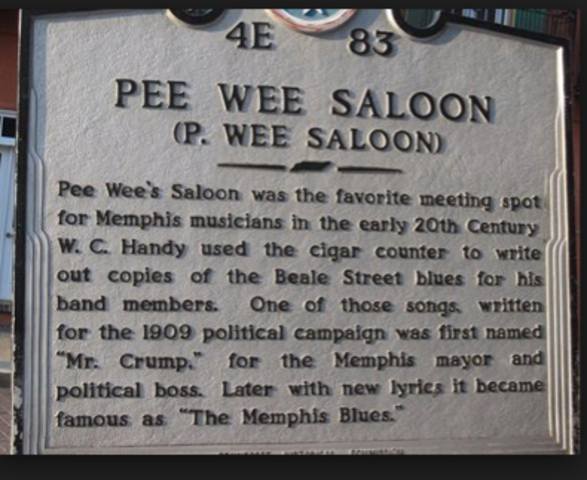 4E 83
PEE WEE SALOON
(P. WEE SALOON)
Pee Wee's Saloon was the favorite meeting spot
for Memphis musicians in the early 20th Century
W. C. Handy used the cigar counter to write
out copies of the Beale Street blues for his
band members. One of those songs, written
for the 1909 political campaign was first named
"Mr. Crump," for the Memphis mayor and
political boss. Later with new lyrics it became
famous as "The Memphis Blues."